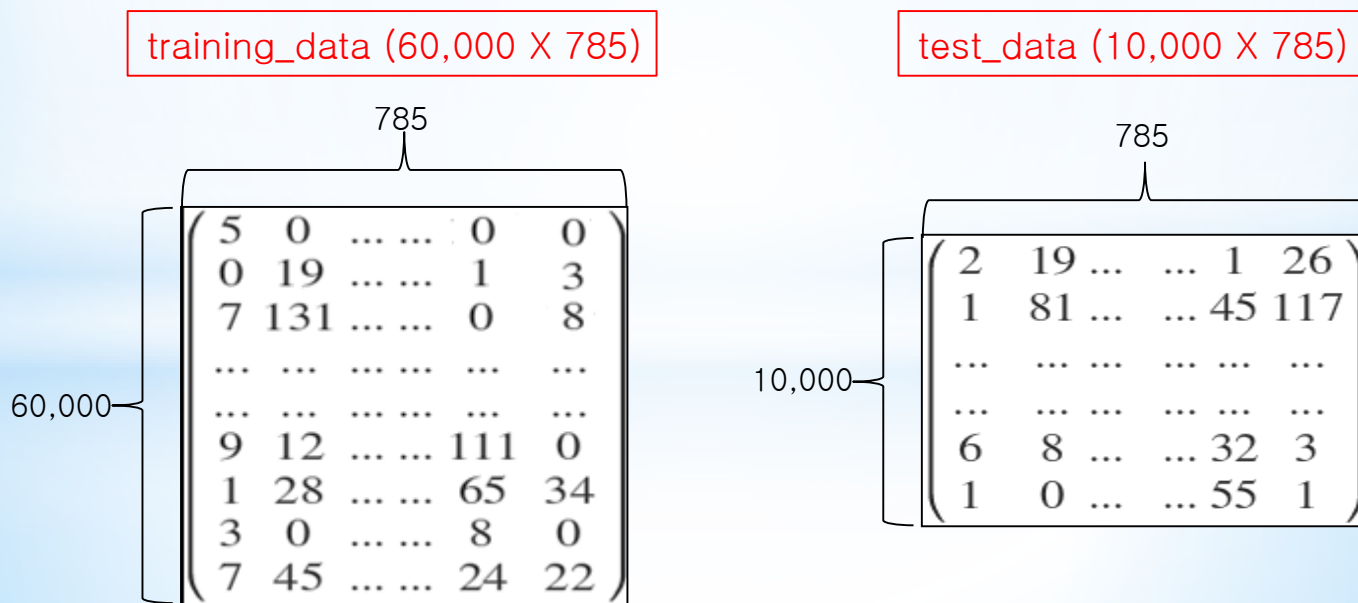 training_data (60,000 X 785)
785
60,000
5 0 ... ... 0 0
0 19 ... ... 1 3
7 131 ... ... 0 8
... ... ... ... ... ...
... ... ... ... ... ...
9 12 ... ... 111 0
1 28 ... ... 65 34
3 0 ... ... 8 0
7 45 ... ... 24 22
test_data (10,000 X 785)
785
10,000
2 19 ... ... 1 26
1 81 ... ... 45 117
... ... ... ... ... ...
... ... ... ... ... ...
6 8 ... ... 32 3
1 0 ... ... 55 1